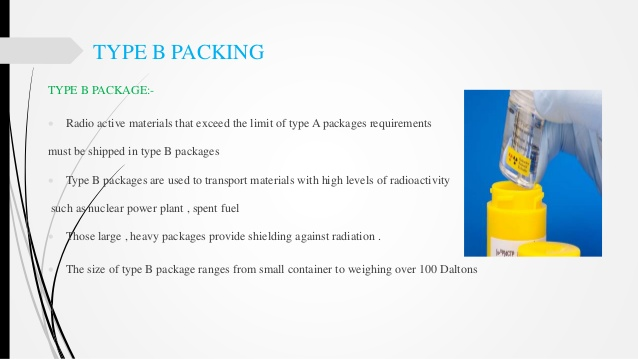 TYPE B PACKING
TYPE B PACKAGE:-
Radio active materials that exceed the limit of type A packages requirements
must be shipped in type B packages
Type B packages are used to transport materials with high levels of radioactivity
such as nuclear power plant , spent fuel
Those large , heavy packages provide shielding against radiation .
The size of type B package ranges from small container to weighing over 100 Daltons